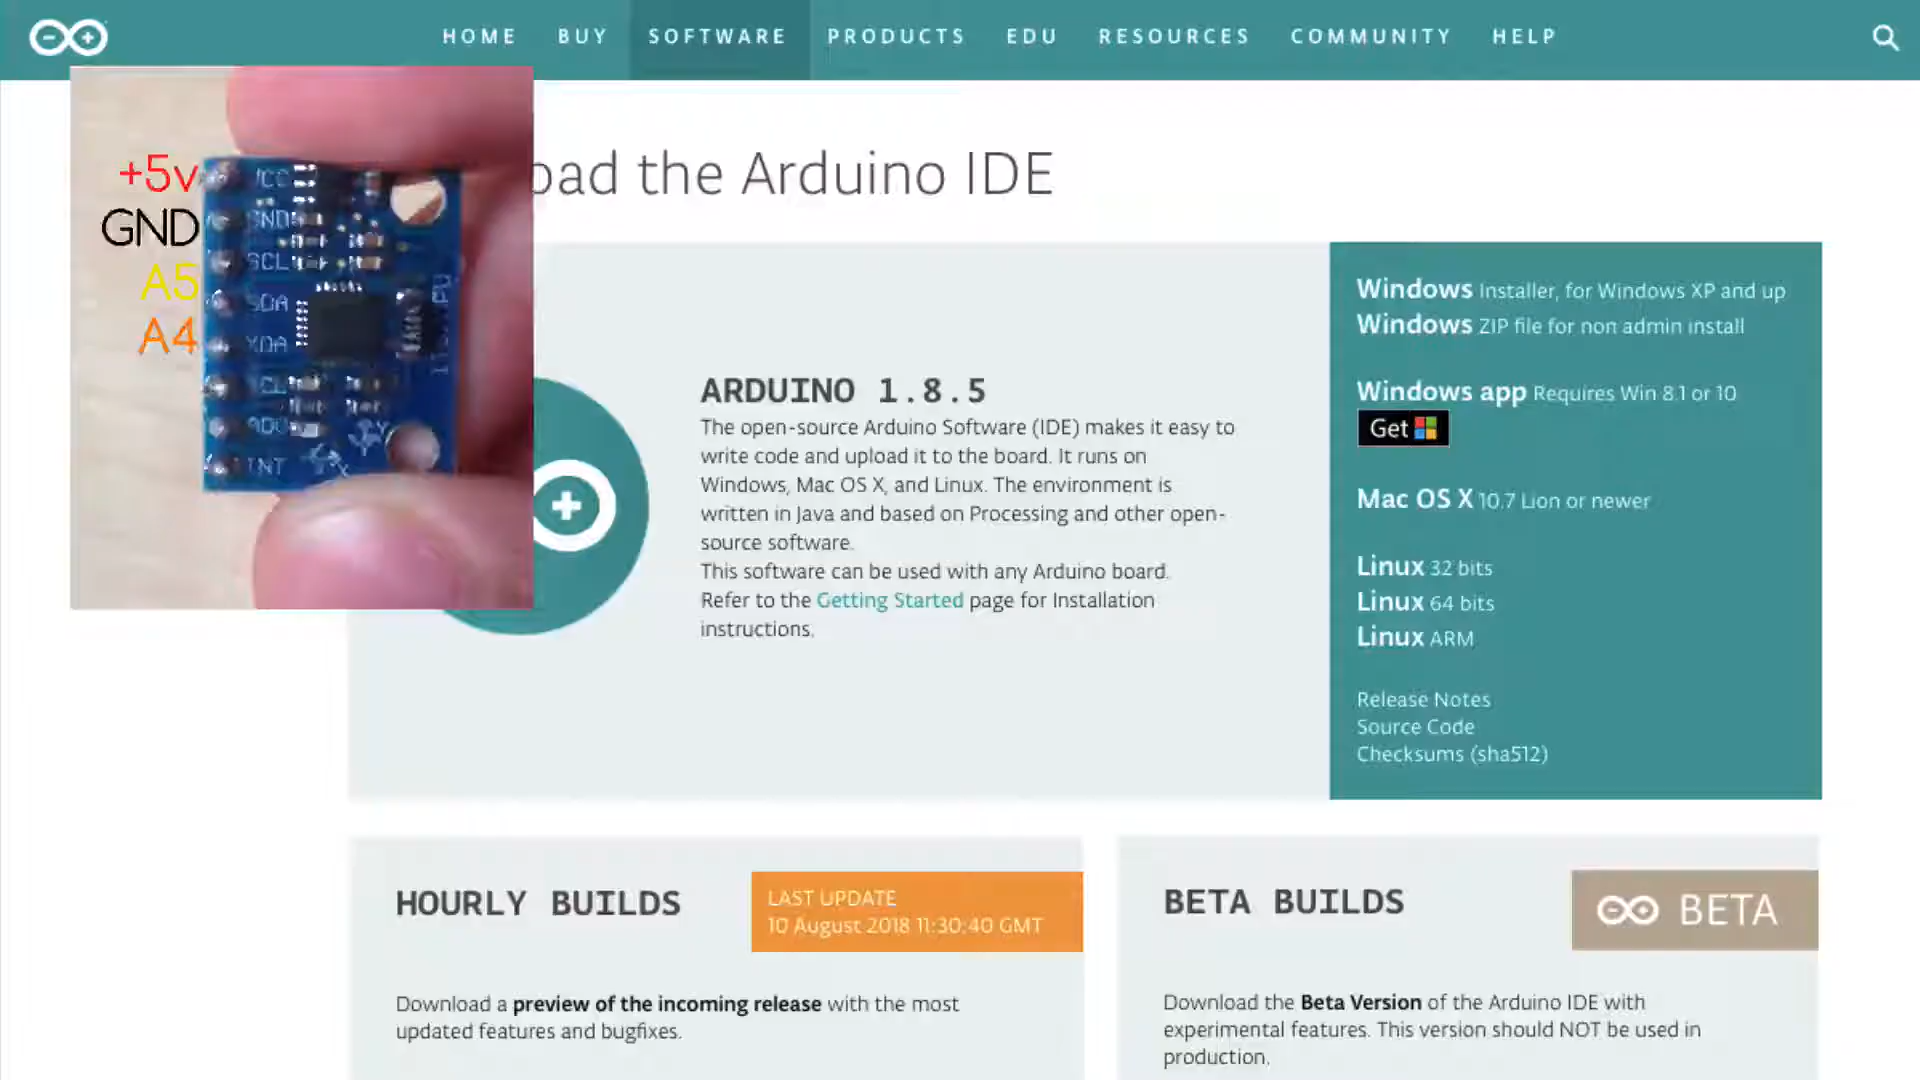 HOME BUY SOFTWARE PRODUCTS EDU RESOURCES COMMUNITY HELP
oad the Arduino IDE
+5v
GND
A5
A4
VCC
GND
SCL
SDA
XDA
XCL
ADO
INT
ARDUINO 1.8.5
The open-source Arduino Software (IDE) makes it easy to
write code and upload it to the board. It runs on
Windows, Mac OS X, and Linux. The environment is
written in Java and based on Processing and other open-
source software.
This software can be used with any Arduino board.
Refer to the Getting Started page for Installation
instructions.
Windows Installer, for Windows XP and up
Windows ZIP file for non admin install
Windows app Requires Win 8.1 or 10
Get
Mac OS X 10.7 Lion or newer
Linux 32 bits
Linux 64 bits
Linux ARM
Release Notes
Source Code
Checksums (sha512)
HOURLY BUILDS
LAST UPDATE
10 August 2018 11:30:40 GMT
Download a preview of the incoming release with the most
updated features and bugfixes.
BETA BUILDS
BETA
Download the Beta Version of the Arduino IDE with
experimental features. This version should NOT be used in
production.